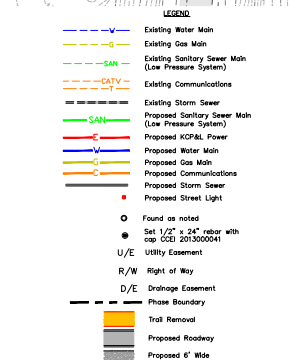 LEGEND
W Existing Water Main
G Existing Gas Main
SAN Existing Sanitary Sewer Main
(Low Pressure System)
CATV
T Existing Communications
Existing Storm Sewer
SAN Proposed Sanitary Sewer Main
(Low Pressure System)
E Proposed KCP&L Power
W Proposed Water Main
G Proposed Gas Main
C Proposed Communications
Proposed Storm Sewer
Proposed Street Light
Found as noted
Set 1/2" x 24" rebar with
cap CCEI 2013000041
U/E Utility Easement
R/W Right of Way
D/E Drainage Easement
Phase Boundary
Trail Removal
Proposed Roadway
Proposed 6' Wide